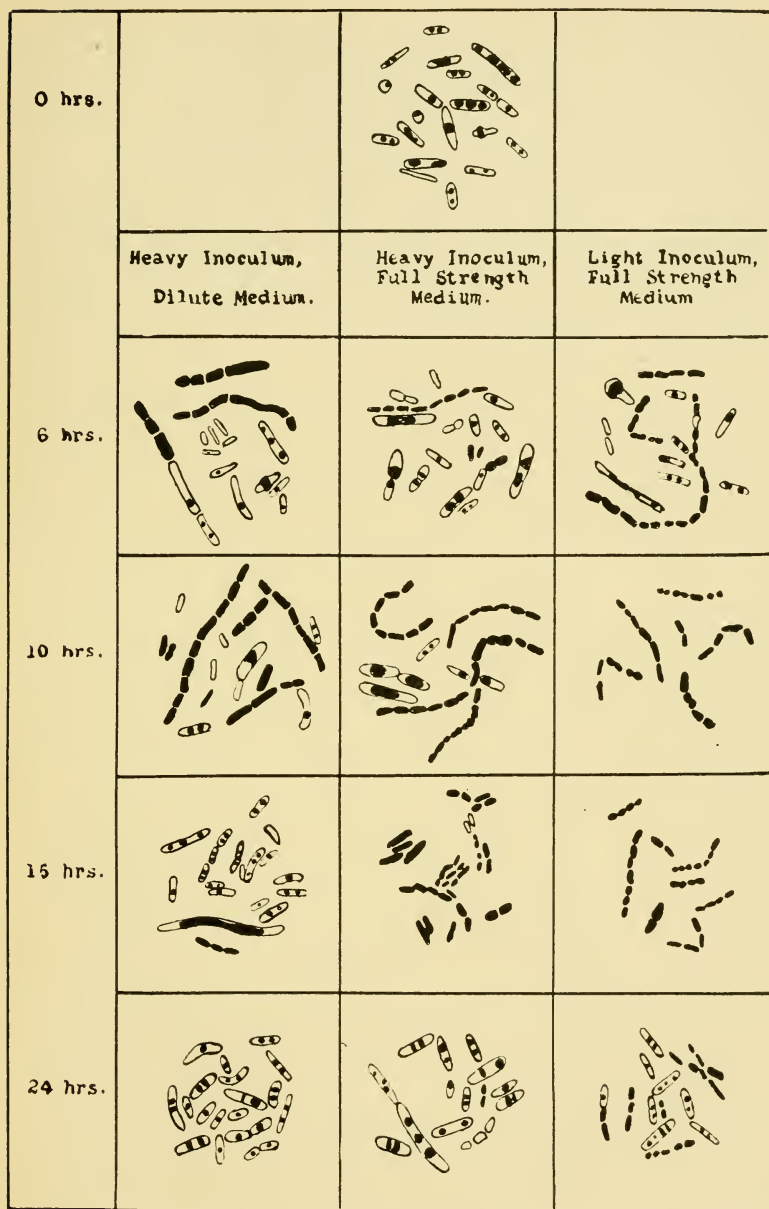 0 hrs.
Heavy Inoculum,
Dilute Medium.
Heavy Inoculum,
Full Strength
Medium.
Light Inoculum,
Full Strength
Medium
6 hrs.
10 hrs.
15 hrs.
24 hrs.